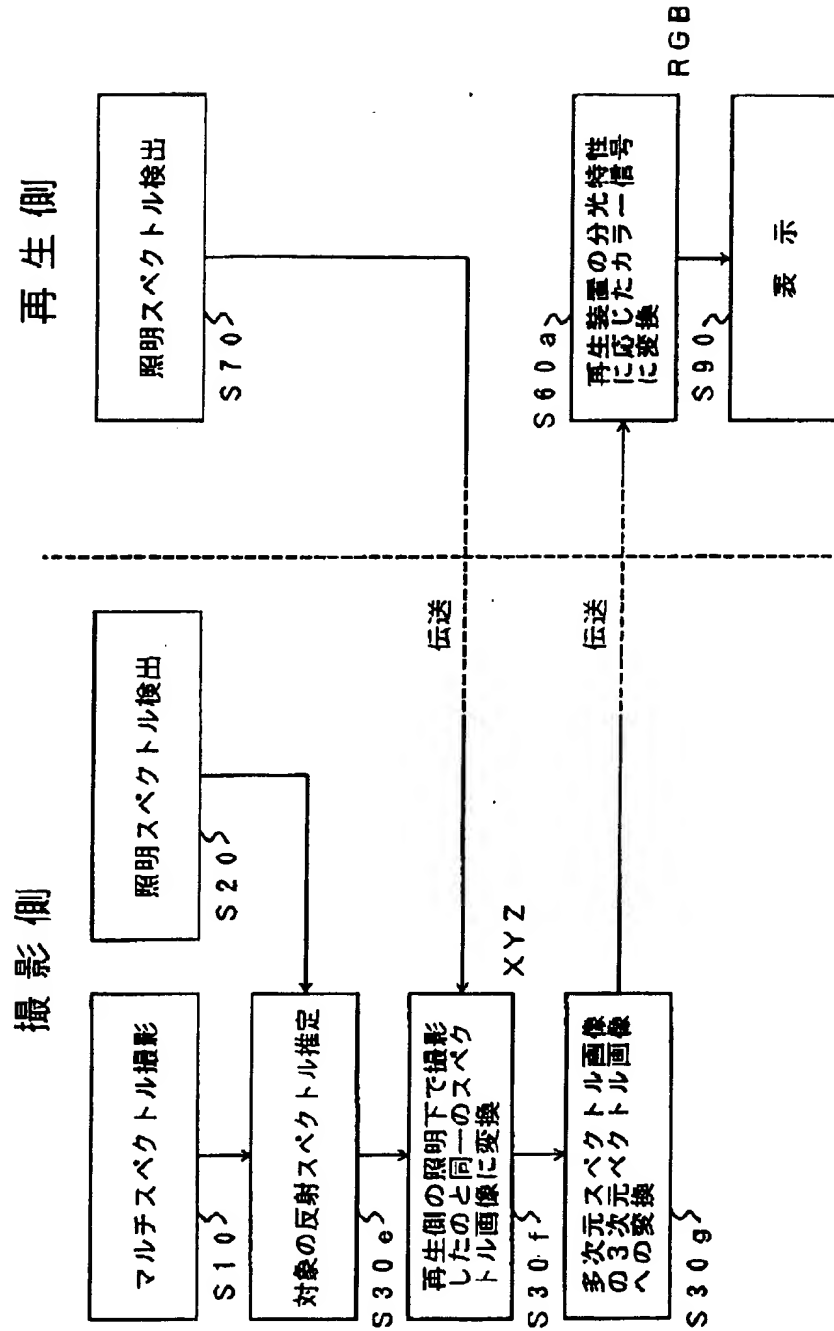 撮影側
マルチスペクトル撮影
S10
照明スペクトル検出
S20
対象の反射スペクトル推定
S30e
再生側の照明下で撮影
したのと同一のスペク
トル画像に変換
S30f
XYZ
多次元スペクトル画像
の3次元ベクトル画像
への変換
S30g
伝送
伝送
再生側
照明スペクトル検出
S70
再生装置の分光特性
に応じたカラー信号
に変換
S60a
RGB
表示
S90